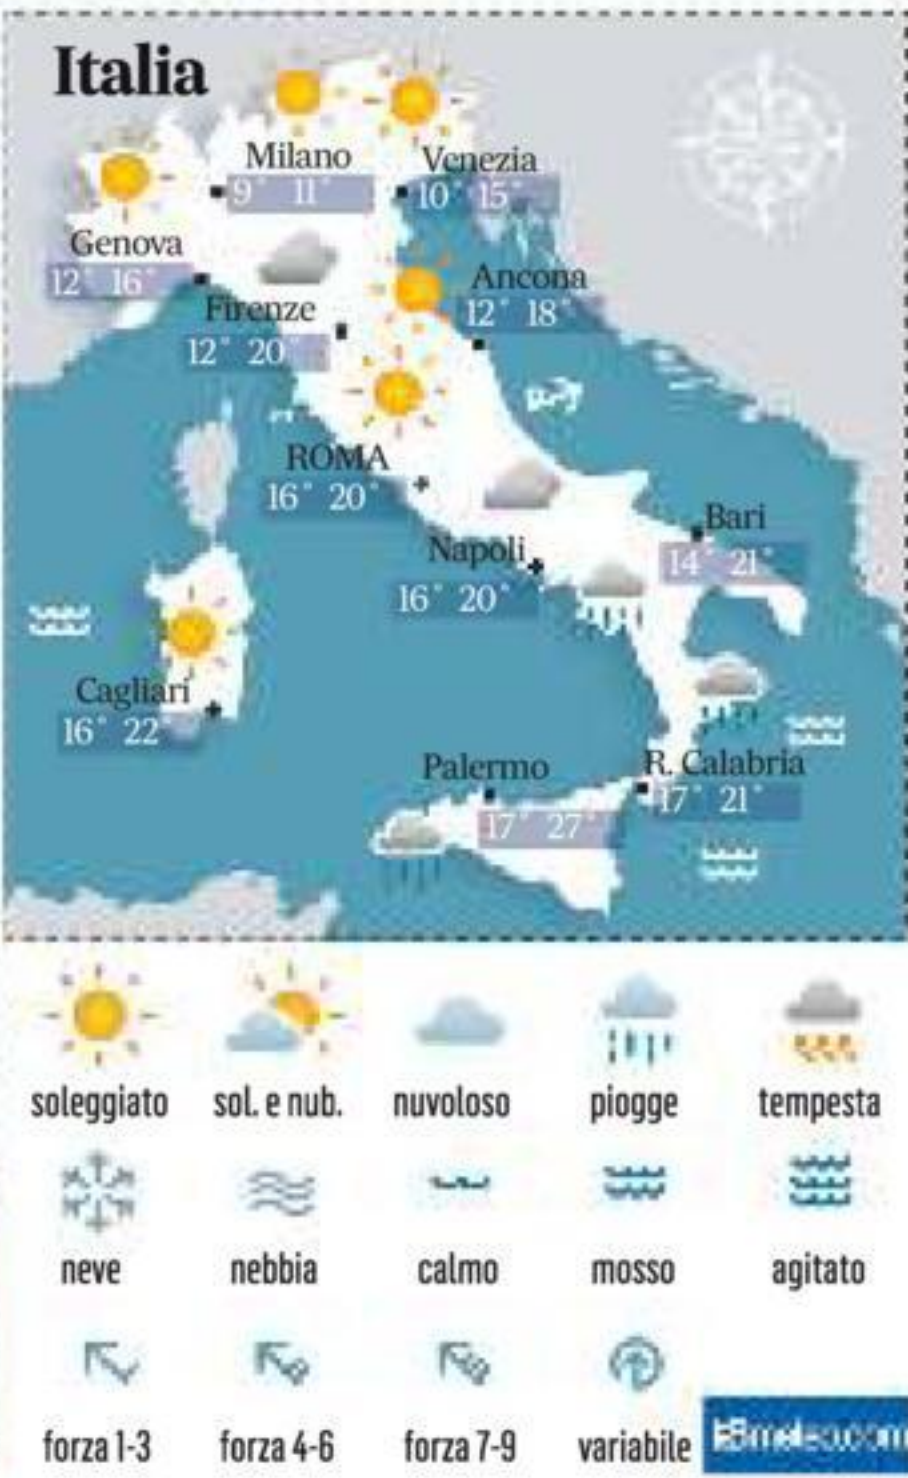 Italia
Milano
9° 11°
Venezia
10° 15°
Genova
12° 16°
Ancona
12° 18°
Firenze
12° 20°
ROMA
16° 20°
Bari
14° 21°
Napoli
16° 20°
Cagliari
16° 22°
Palermo
17° 27°
R. Calabria
17° 21°
soleggiato sol. e nub. nuvoloso piogge tempesta
neve nebbia calmo mosso agitato
forza 1-3 forza 4-6 forza 7-9 variabile